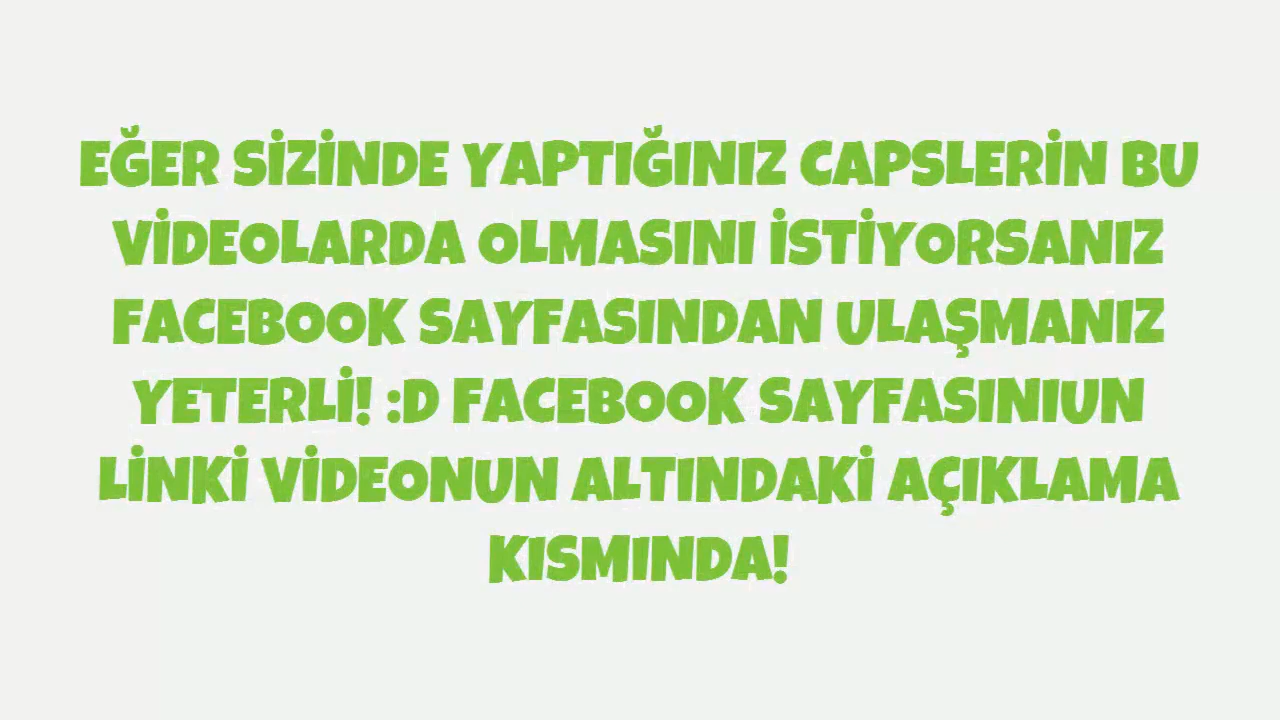 EĞER SİZİNDE YAPTIĞINIZ CAPSLERİN BU
VİDEOLARDA OLMASINI İSTİYORSANIZ
FACEBOOK SAYFASINDAN ULAŞMANIZ
YETERLİ! :D FACEBOOK SAYFASINIUN
LİNKİ VİDEONUN ALTINDAKİ AÇIKLAMA
KISMINDA!